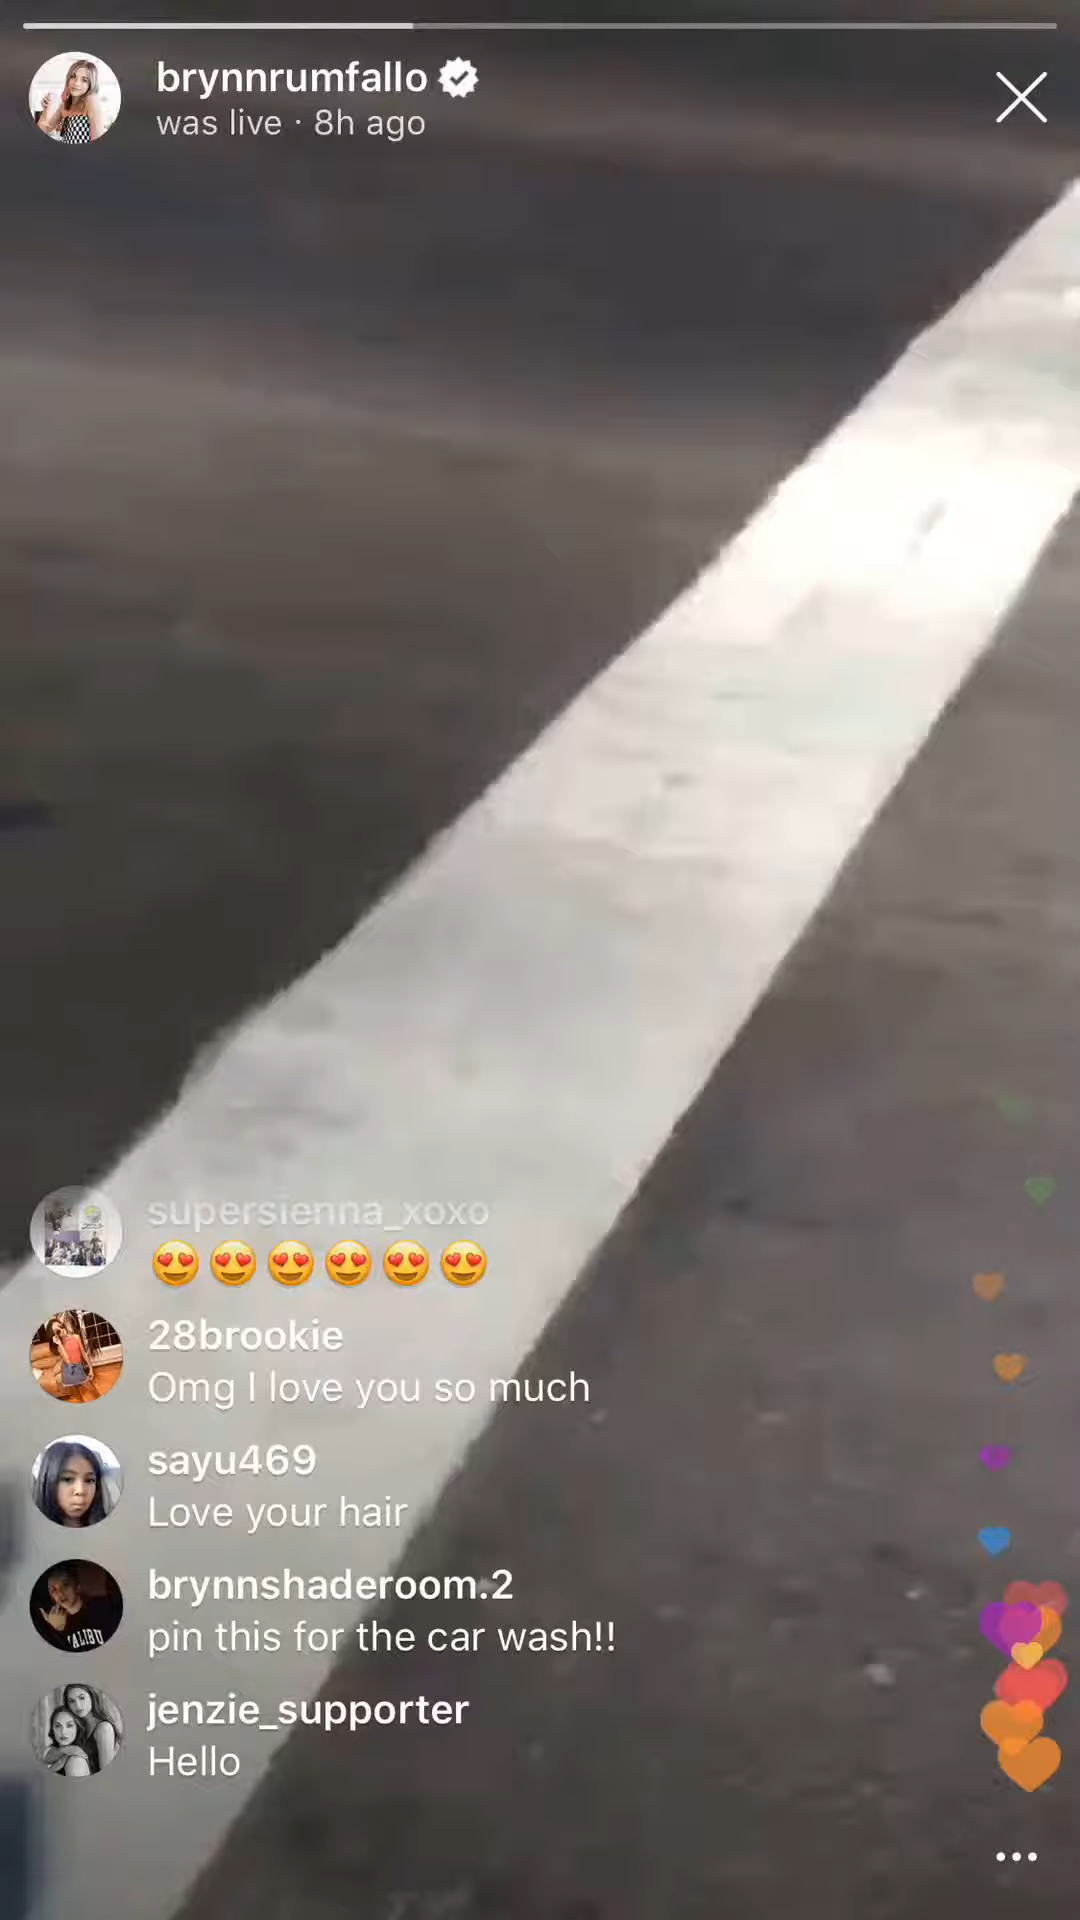 brynnrumfallo
was live · 8h ago
supersienna_xoxo
😍😍😍😍😍😍
28brookie
Omg I love you so much
sayu469
Love your hair
brynnshaderoom.2
pin this for the car wash!!
jenzie_supporter
Hello